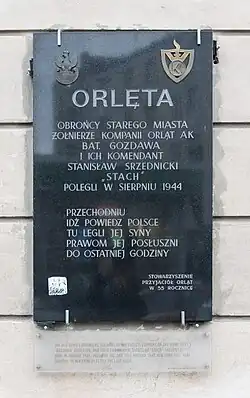 ORLĘTA
OBROŃCY STAREGO MIASTA
ŻOŁNIERZE KOMPANII ORLĄT AK
BAT. GOZDAWA
I ICH KOMENDANT
STANISŁAW SRZEDNICKI
„STACH"
POLEGLI W SIERPNIU 1944
PRZECHODNIU
IDŹ POWIEDZ POLSCE
TU LEGLI JEJ SYNY
PRAWOM JEJ POSŁUSZNI
DO OSTATNIEJ GODZINY
STOWARZYSZENIE
PRZYJACIÓŁ ORLĄT
W 55 ROCZNICĘ